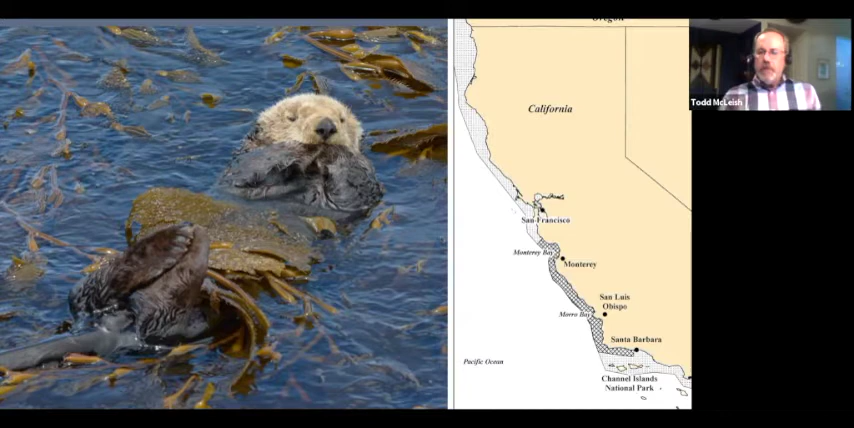 Oregon
California
San Francisco
Monterey Bay
Monterey
San Luis
Obispo
Morro Bay
Santa Barbara
Pacific Ocean
Channel Islands
National Park
Todd McLeish